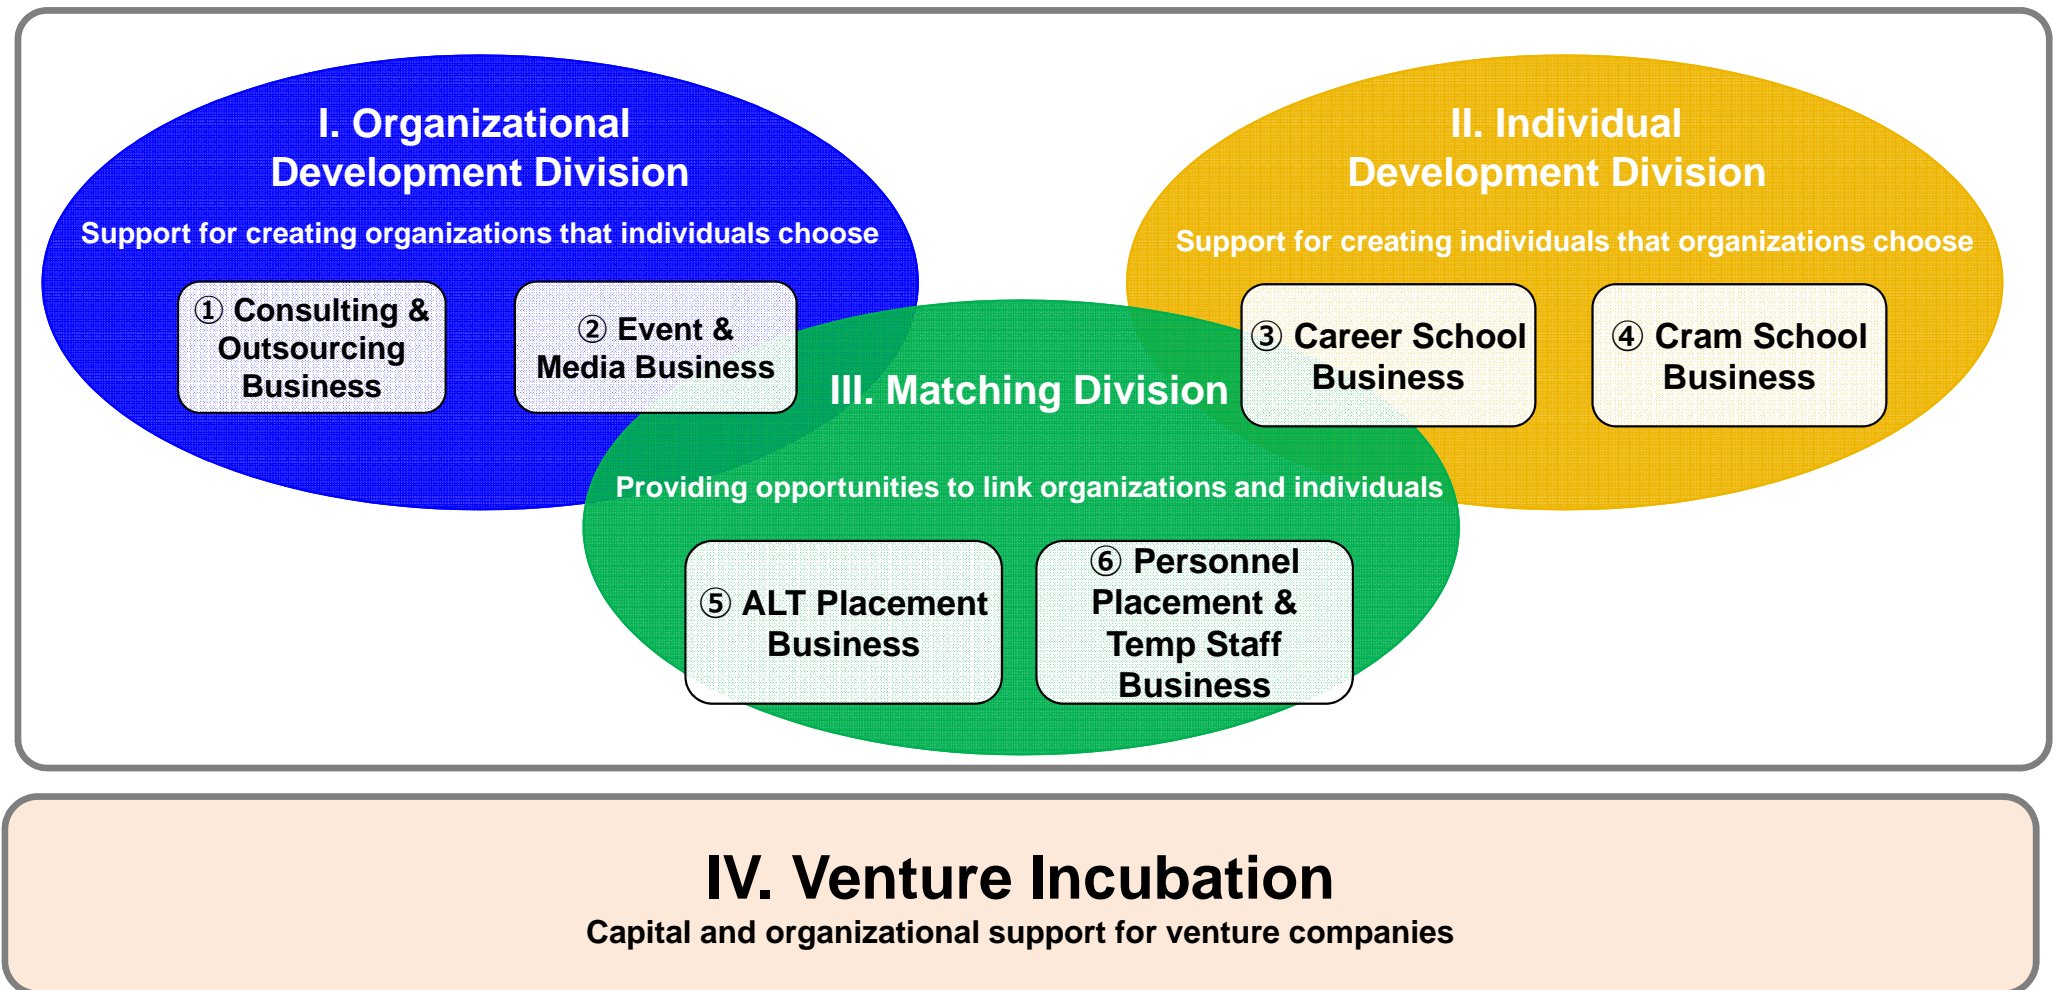 I. Organizational
Development Division
Support for creating organizations that individuals choose
① Consulting &
Outsourcing
Business
② Event &
Media Business
II. Individual
Development Division
Support for creating individuals that organizations choose
③ Career School
Business
④ Cram School
Business
III. Matching Division
Providing opportunities to link organizations and individuals
⑤ ALT Placement
Business
⑥ Personnel
Placement &
Temp Staff
Business
IV. Venture Incubation
Capital and organizational support for venture companies